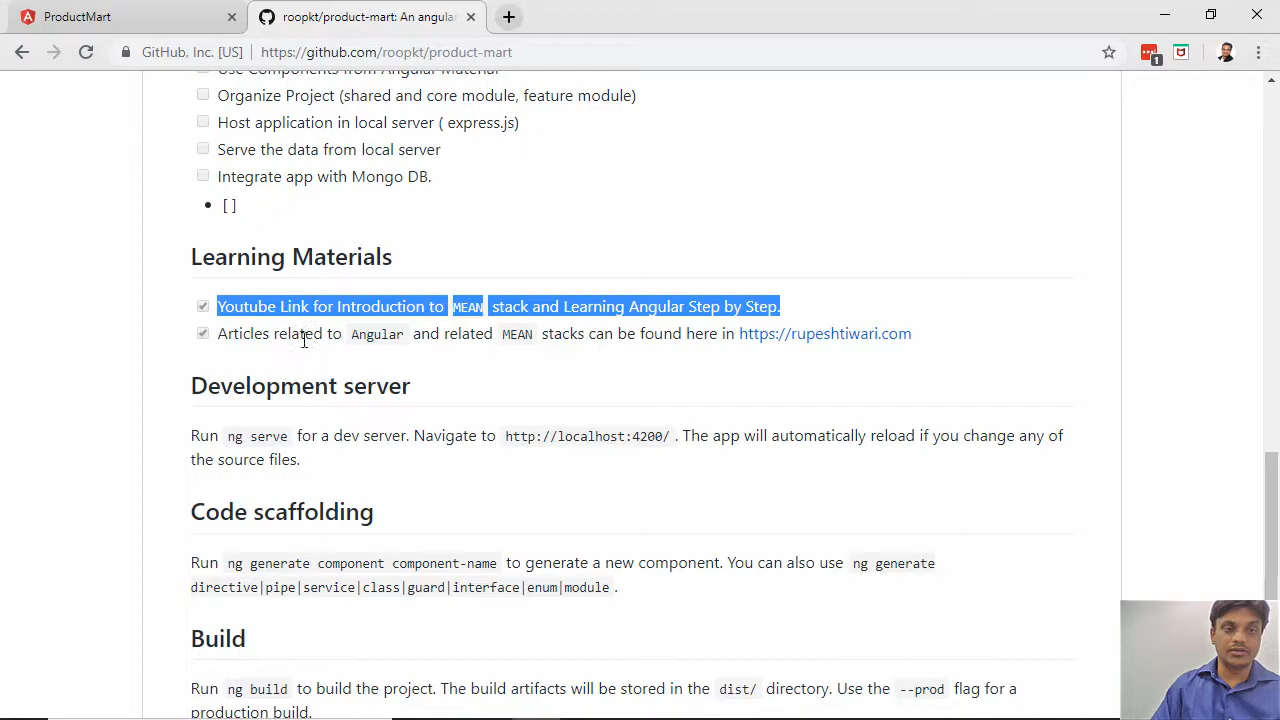 ProductMart
roopkt/product-mart: An angular
GitHub, Inc. [US] https://github.com/roopkt/product-mart
1
Use Components from Angular Material
Organize Project (shared and core module, feature module)
Host application in local server ( express.js)
Serve the data from local server
Integrate app with Mongo DB.
[ ]
Learning Materials
Youtube Link for Introduction to MEAN stack and Learning Angular Step by Step.
Articles related to Angular and related MEAN stacks can be found here in https://rupeshtiwari.com
Development server
Run ng serve for a dev server. Navigate to http://localhost:4200/ . The app will automatically reload if you change any of
the source files.
Code scaffolding
Run ng generate component component-name to generate a new component. You can also use ng generate
directive|pipe|service|class|guard|interface|enum|module .
Build
Run ng build to build the project. The build artifacts will be stored in the dist/ directory. Use the --prod flag for a
production build.